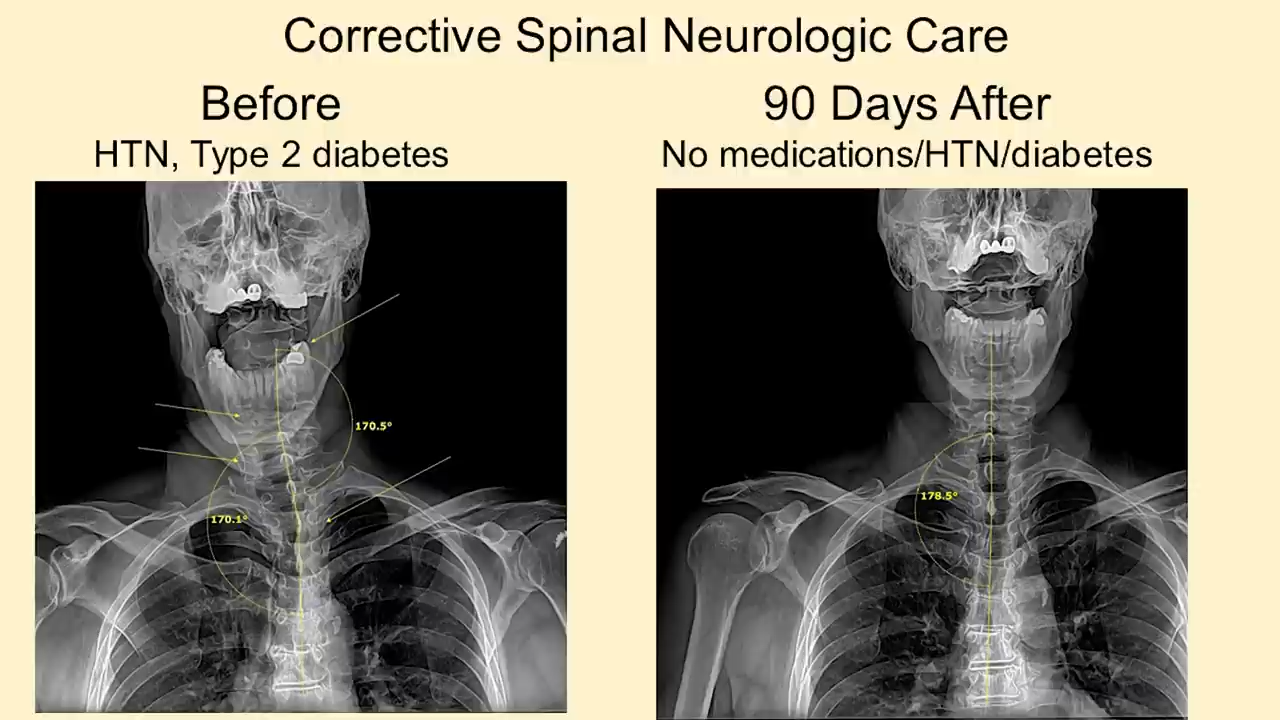 Corrective Spinal Neurologic Care
Before
HTN, Type 2 diabetes
90 Days After
No medications/HTN/diabetes
170.5°
170.1°
178.5°